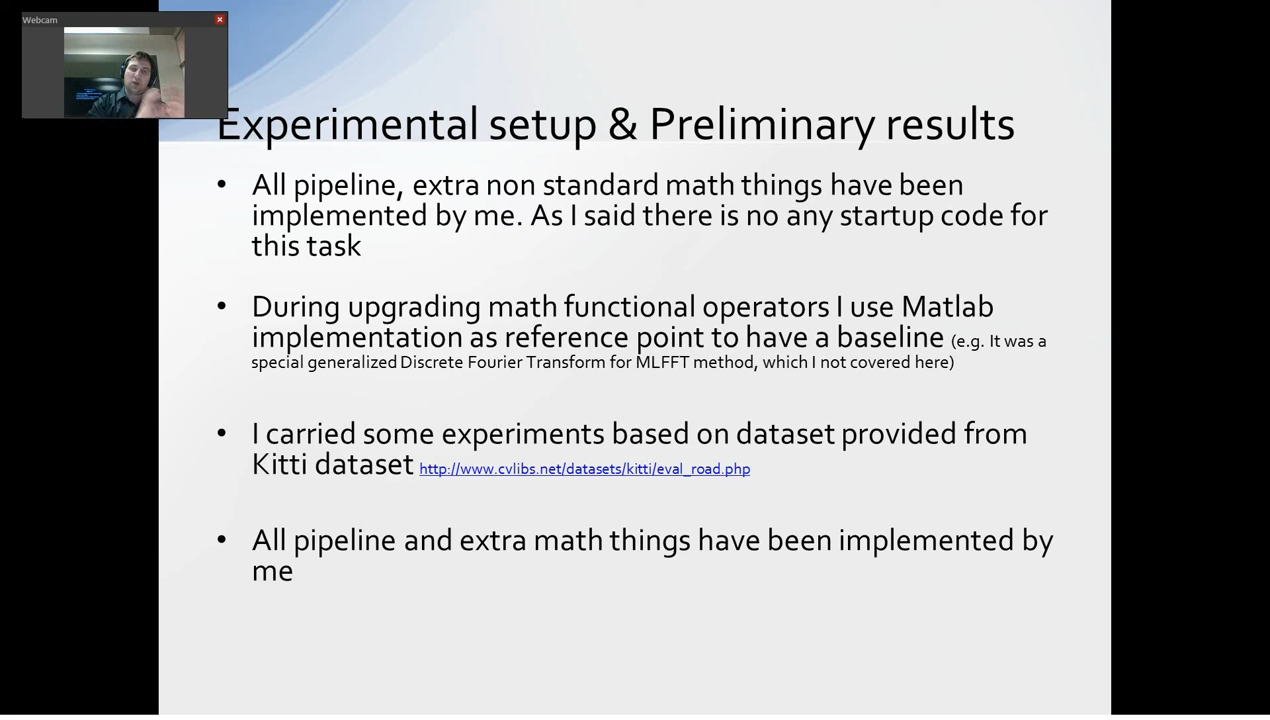 Webcam
Experimental setup & Preliminary results
• All pipeline, extra non standard math things have been
implemented by me. As I said there is no any startup code for
this task
• During upgrading math functional operators I use Matlab
implementation as reference point to have a baseline (e.g. It was a
special generalized Discrete Fourier Transform for MLFFT method, which I not covered here)
• I carried some experiments based on dataset provided from
Kitti dataset http://www.cvlibs.net/datasets/kitti/eval_road.php
• All pipeline and extra math things have been implemented by
me